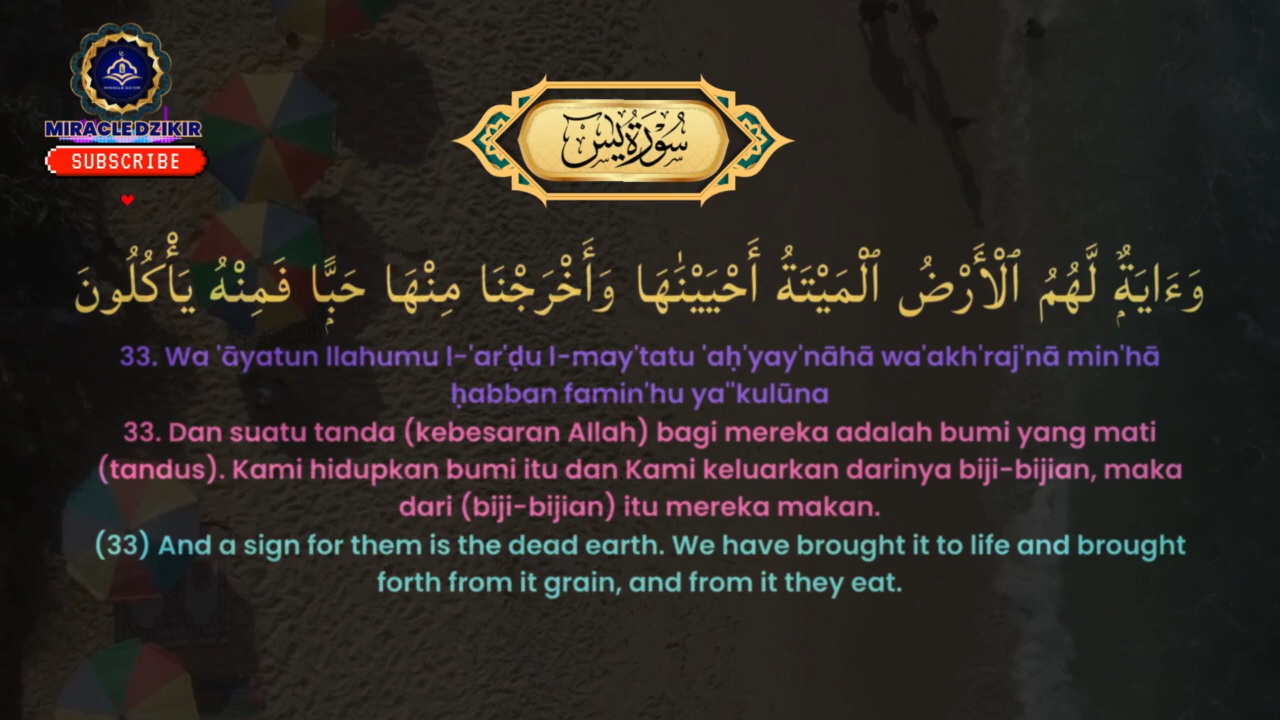 MIRACLEDZIKIR
SUBSCRIBE
سُورَةُ يس
وَءَايَةٌۭ لَّهُمُ ٱلْأَرْضُ ٱلْمَيْتَةُ أَحْيَيْنَٰهَا وَأَخْرَجْنَا مِنْهَا حَبًّۭا فَمِنْهُ يَأْكُلُونَ
33. Wa 'āyatun llahumu l-'ar'ḍu l-may'tatu 'aḥ'yay'nāhā wa'akh'raj'nā min'hā
ḥabban famin'hu ya"kulūna
33. Dan suatu tanda (kebesaran Allah) bagi mereka adalah bumi yang mati
(tandus). Kami hidupkan bumi itu dan Kami keluarkan darinya biji-bijian, maka
dari (biji-bijian) itu mereka makan.
(33) And a sign for them is the dead earth. We have brought it to life and brought
forth from it grain, and from it they eat.